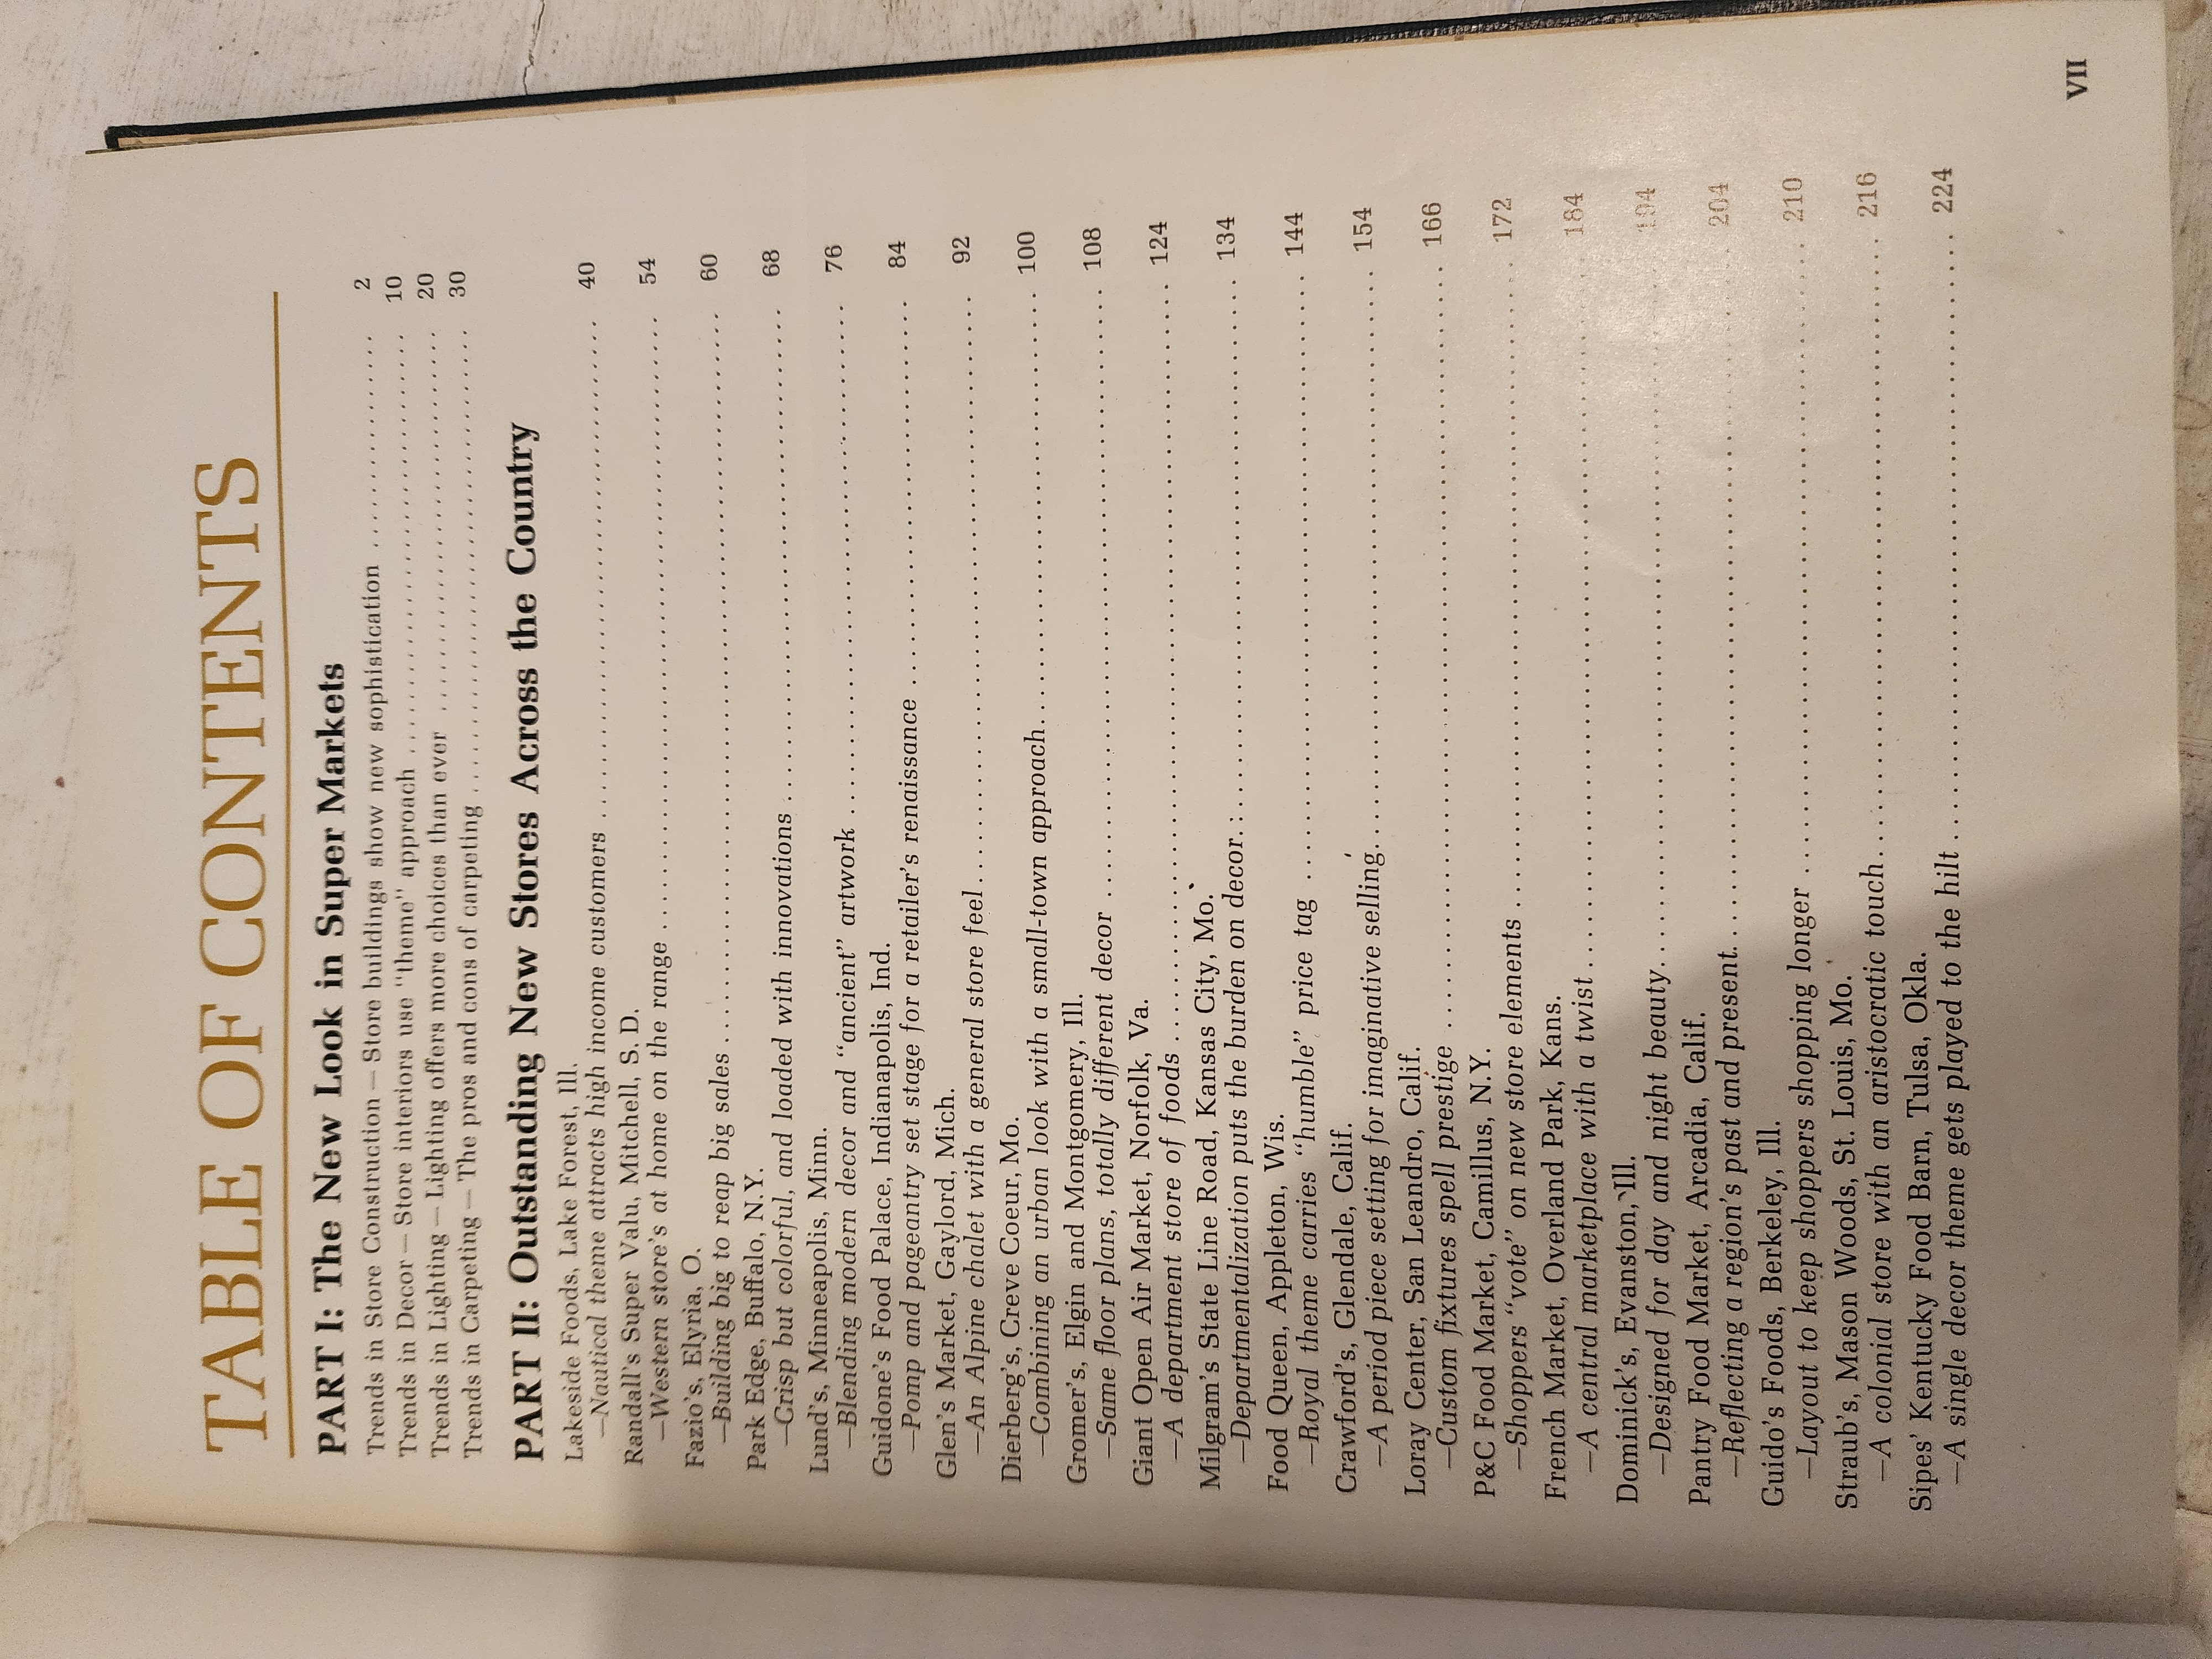 TABLE OF CONTENTS
PART I: The New Look in Super Markets
Trends in Store Construction — Store buildings show new sophistication .......................... 2
Trends in Decor — Store interiors use "theme" approach .......................... 10
Trends in Lighting — Lighting offers more choices than ever .......................... 20
Trends in Carpeting — The pros and cons of carpeting .......................... 30
PART II: Outstanding New Stores Across the Country
Lakeside Foods, Lake Forest, Ill.
—Nautical theme attracts high income customers .......................... 40
Randall's Super Valu, Mitchell, S. D.
—Western store's at home on the range .......................... 54
Fazio's, Elyria, O.
—Building big to reap big sales .......................... 60
Park Edge, Buffalo, N.Y.
—Crisp but colorful, and loaded with innovations .......................... 68
Lund's, Minneapolis, Minn.
—Blending modern decor and "ancient" artwork .......................... 76
Guidone's Food Palace, Indianapolis, Ind.
—Pomp and pageantry set stage for a retailer's renaissance .......................... 84
Glen's Market, Gaylord, Mich.
—An Alpine chalet with a general store feel .......................... 92
Dierberg's, Creve Coeur, Mo.
—Combining an urban look with a small-town approach .......................... 100
Gromer's, Elgin and Montgomery, Ill.
—Same floor plans, totally different decor .......................... 108
Giant Open Air Market, Norfolk, Va.
—A department store of foods .......................... 124
Milgram's State Line Road, Kansas City, Mo.
—Departmentalization puts the burden on decor .......................... 134
Food Queen, Appleton, Wis.
—Royal theme carries "humble" price tag .......................... 144
Crawford's, Glendale, Calif.
—A period piece setting for imaginative selling .......................... 154
Loray Center, San Leandro, Calif.
—Custom fixtures spell prestige .......................... 166
P&C Food Market, Camillus, N.Y.
—Shoppers "vote" on new store elements .......................... 172
French Market, Overland Park, Kans.
—A central marketplace with a twist .......................... 184
Dominick's, Evanston, Ill.
—Designed for day and night beauty .......................... 194
Pantry Food Market, Arcadia, Calif.
—Reflecting a region's past and present .......................... 204
Guido's Foods, Berkeley, Ill.
—Layout to keep shoppers shopping longer .......................... 210
Straub's, Mason Woods, St. Louis, Mo.
—A colonial store with an aristocratic touch .......................... 216
Sipes' Kentucky Food Barn, Tulsa, Okla.
—A single decor theme gets played to the hilt .......................... 224
VII